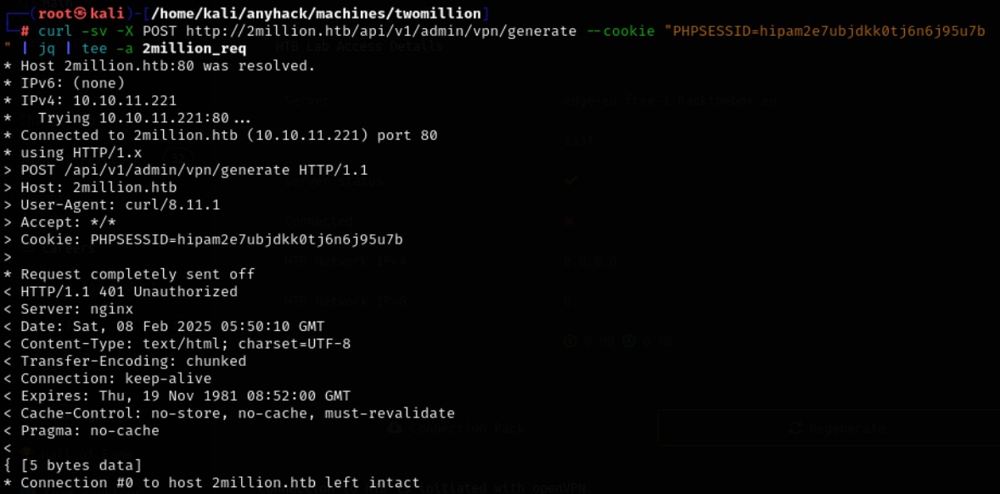 ┌──(root㉿kali)-[/home/kali/anyhack/machines/twomillion]
└─# curl -sv -X POST http://2million.htb/api/v1/admin/vpn/generate --cookie "PHPSESSID=hipam2e7ubjdkk0tj6n6j95u7b
" | jq | tee -a 2million_req
* Host 2million.htb:80 was resolved.
* IPv6: (none)
* IPv4: 10.10.11.221
*   Trying 10.10.11.221:80...
* Connected to 2million.htb (10.10.11.221) port 80
* using HTTP/1.x
> POST /api/v1/admin/vpn/generate HTTP/1.1
> Host: 2million.htb
> User-Agent: curl/8.11.1
> Accept: */*
> Cookie: PHPSESSID=hipam2e7ubjdkk0tj6n6j95u7b
>
* Request completely sent off
< HTTP/1.1 401 Unauthorized
< Server: nginx
< Date: Sat, 08 Feb 2025 05:50:10 GMT
< Content-Type: text/html; charset=UTF-8
< Transfer-Encoding: chunked
< Connection: keep-alive
< Expires: Thu, 19 Nov 1981 08:52:00 GMT
< Cache-Control: no-store, no-cache, must-revalidate
< Pragma: no-cache
<
{ [5 bytes data]
* Connection #0 to host 2million.htb left intact